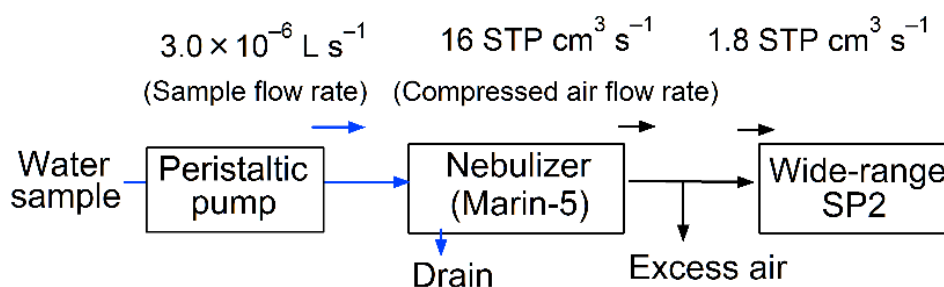 3.0 × 10⁻⁶ L s⁻¹
(Sample flow rate)
16 STP cm³ s⁻¹
(Compressed air flow rate)
1.8 STP cm³ s⁻¹
Water
sample
Peristaltic
pump
Nebulizer
(Marin-5)
Wide-range
SP2
Drain
Excess air